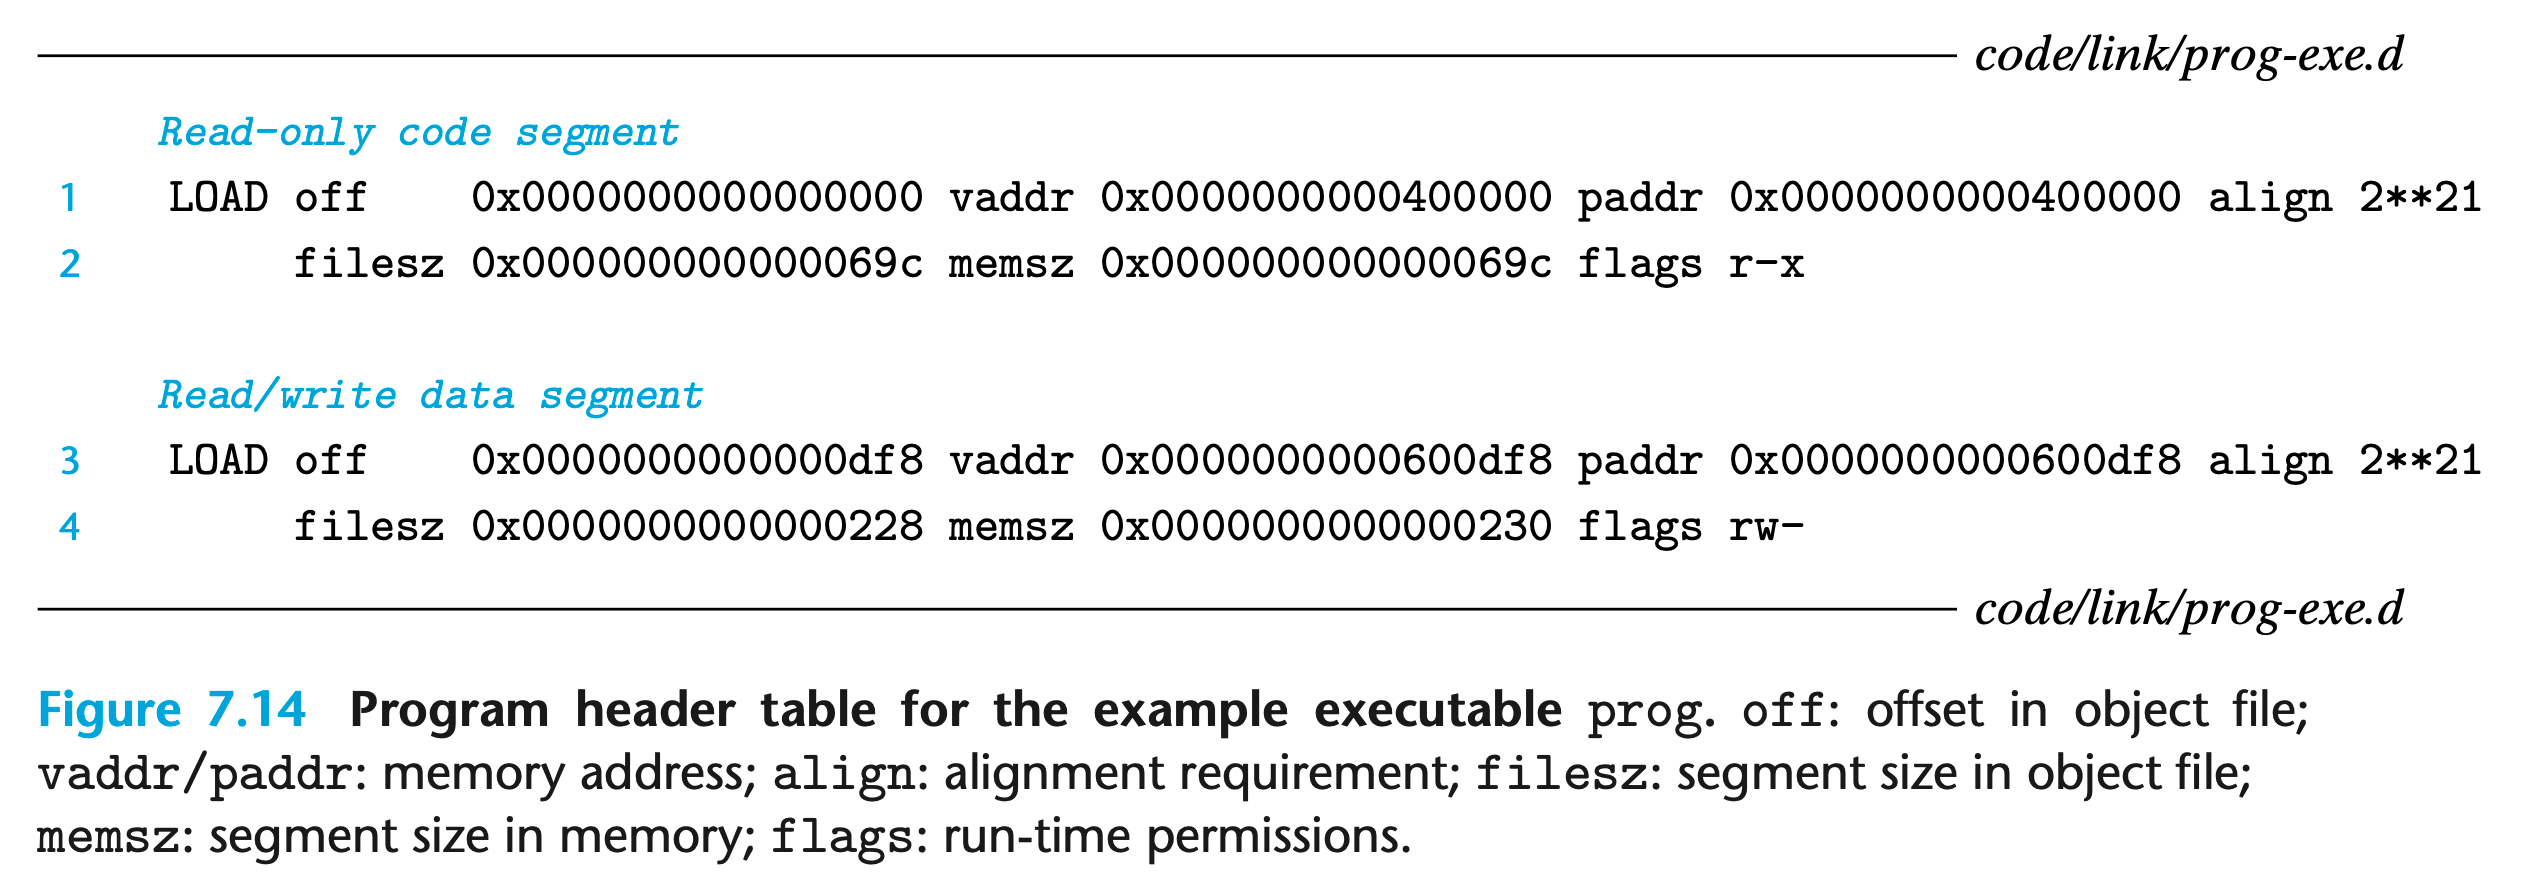 code/link/prog-exe.d
Read-only code segment
1 LOAD off 0x0000000000000000 vaddr 0x0000000000400000 paddr 0x0000000000400000 align 2**21
2 filesz 0x000000000000069c memsz 0x000000000000069c flags r-x
Read/write data segment
3 LOAD off 0x0000000000000df8 vaddr 0x0000000000600df8 paddr 0x0000000000600df8 align 2**21
4 filesz 0x0000000000000228 memsz 0x0000000000000230 flags rw-
code/link/prog-exe.d
Figure 7.14 Program header table for the example executable prog. off: offset in object file;
vaddr/paddr: memory address; align: alignment requirement; filesz: segment size in object file;
memsz: segment size in memory; flags: run-time permissions.